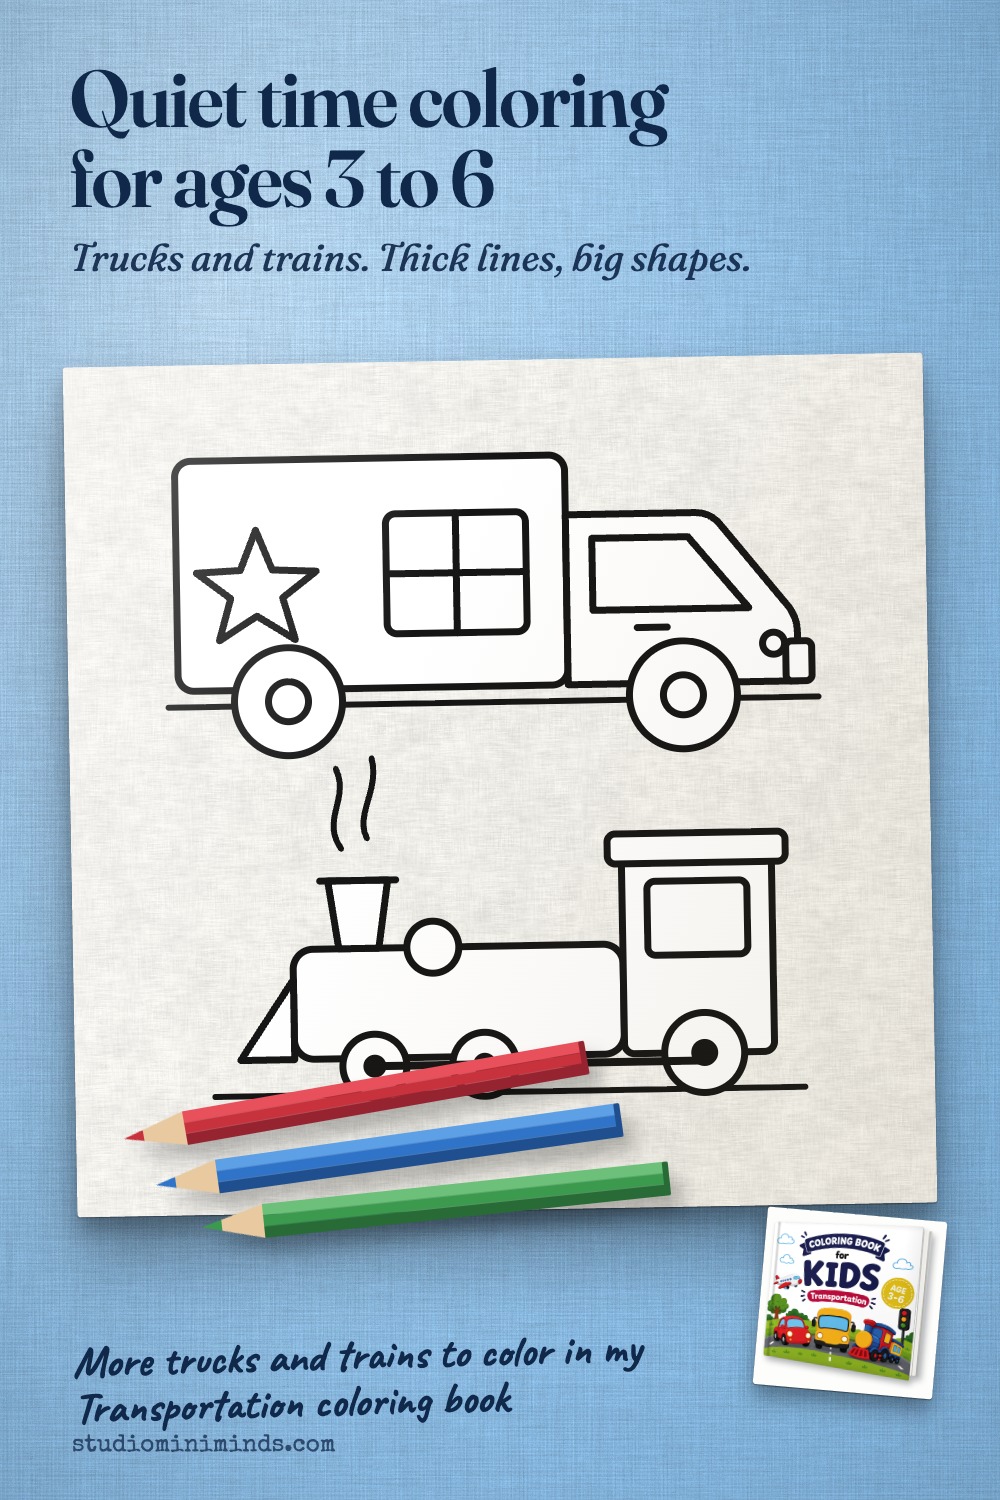 Quiet time coloring
for ages 3 to 6
Trucks and trains. Thick lines, big shapes.
COLORING BOOK
for
KIDS
Transportation
AGE
3-6
More trucks and trains to color in my
Transportation coloring book
studiominiminds.com